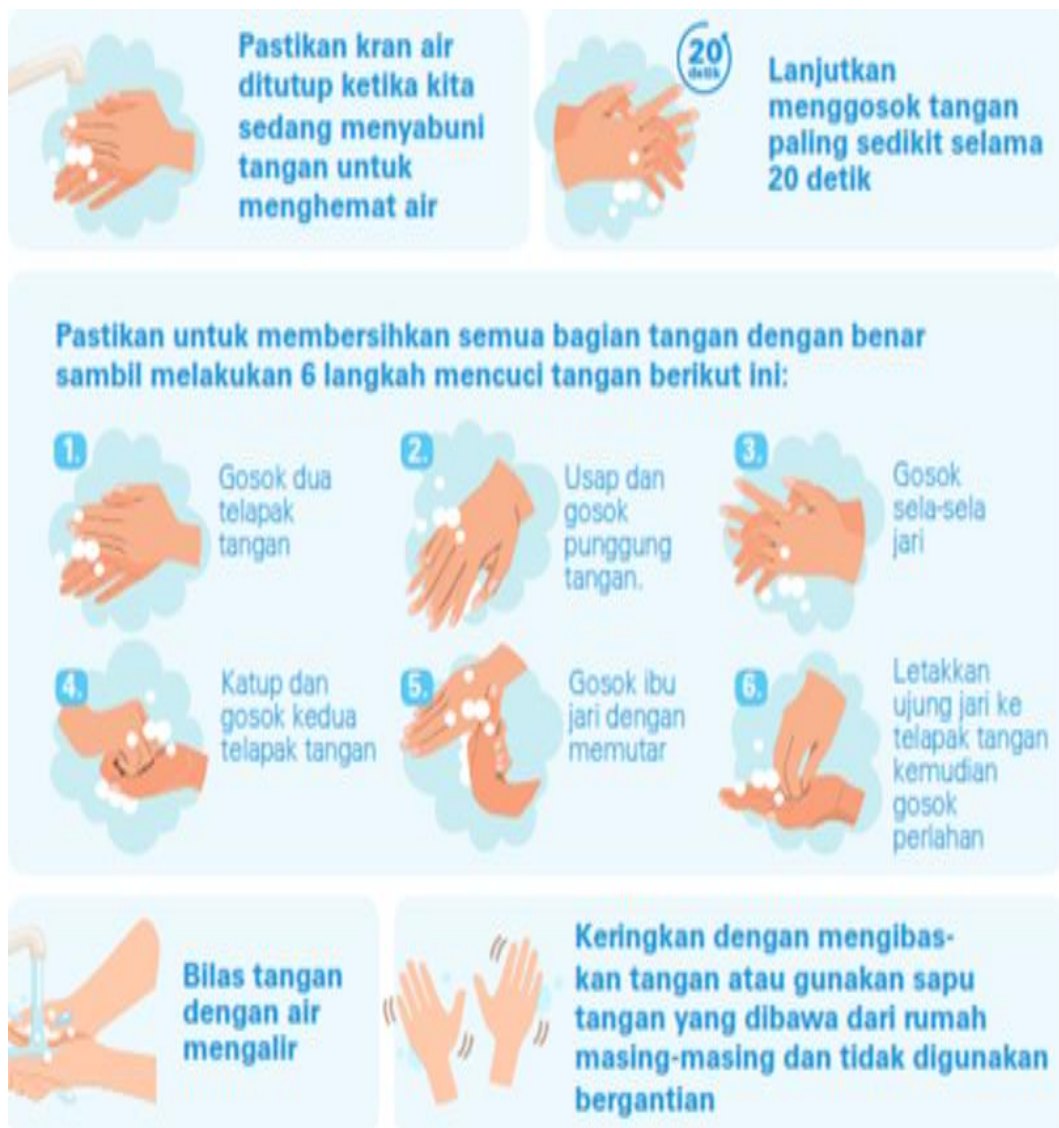 Pastikan kran air
ditutup ketika kita
sedang menyabuni
tangan untuk
menghemat air
20
detik
Lanjutkan
menggosok tangan
paling sedikit selama
20 detik
Pastikan untuk membersihkan semua bagian tangan dengan benar
sambil melakukan 6 langkah mencuci tangan berikut ini:
1.
Gosok dua
telapak
tangan
2.
Usap dan
gosok
punggung
tangan.
3.
Gosok
sela-sela
jari
4.
Katup dan
gosok kedua
telapak tangan
5.
Gosok ibu
jari dengan
memutar
6.
Letakkan
ujung jari ke
telapak tangan
kemudian
gosok
perlahan
Bilas tangan
dengan air
mengalir
Keringkan dengan mengibas-
kan tangan atau gunakan sapu
tangan yang dibawa dari rumah
masing-masing dan tidak digunakan
bergantian